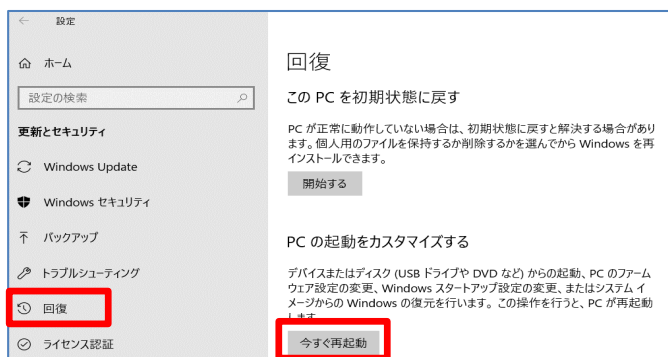 ← 設定
ホーム
設定の検索
更新とセキュリティ
Windows Update
Windows セキュリティ
バックアップ
トラブルシューティング
回復
ライセンス認証
回復
この PC を初期状態に戻す
PC が正常に動作していない場合は、初期状態に戻すと解決する場合があり
ます。個人用のファイルを保持するか削除するかを選んでから Windows を再
インストールできます。
開始する
PC の起動をカスタマイズする
デバイスまたはディスク (USB ドライブや DVD など) からの起動、PC のファーム
ウェア設定の変更、Windows スタートアップ設定の変更、またはシステム イ
メージからの Windows の復元を行います。この操作を行うと、PC が再起動
します。
今すぐ再起動